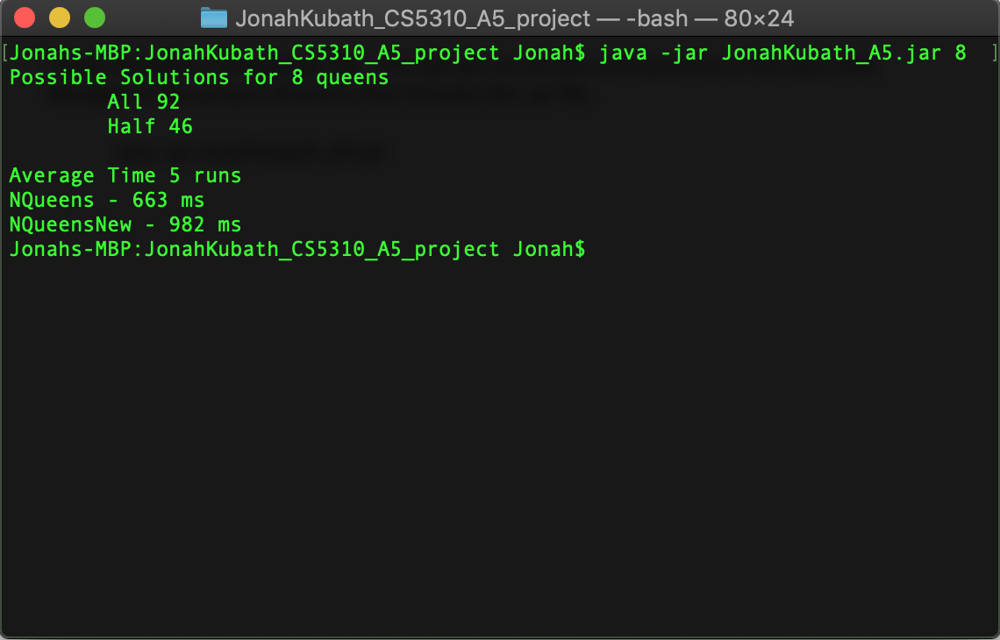 JonahKubath_CS5310_A5_project — -bash — 80×24
[Jonahs-MBP:JonahKubath_CS5310_A5_project Jonah$ java -jar JonahKubath_A5.jar 8 ]
Possible Solutions for 8 queens
All 92
Half 46
Average Time 5 runs
NQueens - 663 ms
NQueensNew - 982 ms
Jonahs-MBP:JonahKubath_CS5310_A5_project Jonah$